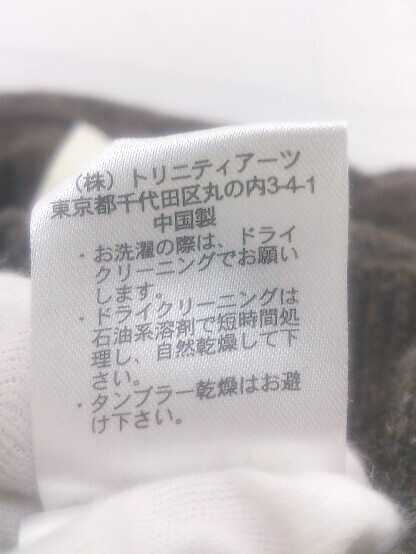 （株）トリニティアーツ
東京都千代田区丸の内3-4-1
中国製
・お洗濯の際は、ドライ
クリーニングでお願い
します。
・ドライクリーニングは
石油系溶剤で短時間処
理し、自然乾燥して下
さい。
・タンブラー乾燥はお避
け下さい。